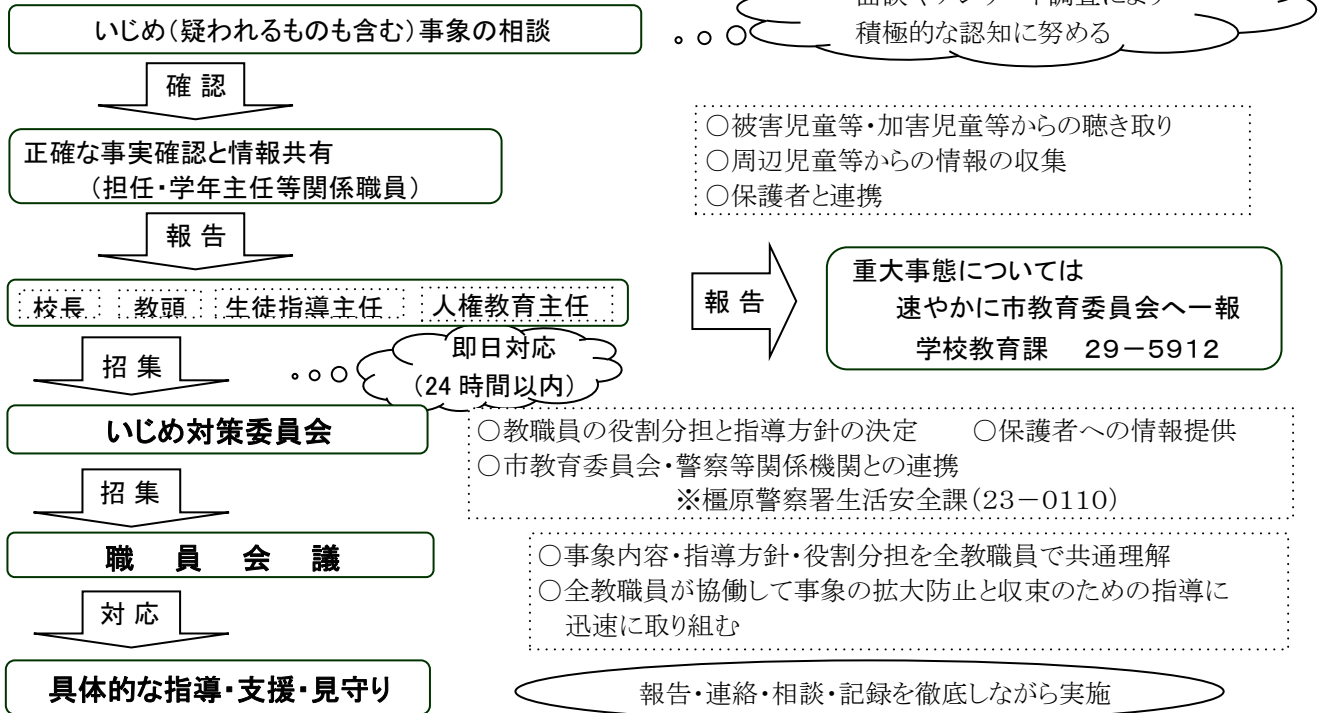 いじめ(疑われるものも含む)事象の相談
積極的な認知に努める
確 認
正確な事実確認と情報共有
(担任・学年主任等関係職員)
○被害児童等・加害児童等からの聴き取り
○周辺児童等からの情報の収集
○保護者と連携
報 告
校長 教頭 生徒指導主任 人権教育主任
報 告
重大事態については
速やかに市教育委員会へ一報
学校教育課 29-5912
招 集
即日対応
(24 時間以内)
いじめ対策委員会
○教職員の役割分担と指導方針の決定 ○保護者への情報提供
○市教育委員会・警察等関係機関との連携
※橿原警察署生活安全課(23-0110)
招 集
職 員 会 議
○事象内容・指導方針・役割分担を全教職員で共通理解
○全教職員が協働して事象の拡大防止と収束のための指導に
迅速に取り組む
対 応
具体的な指導・支援・見守り
報告・連絡・相談・記録を徹底しながら実施